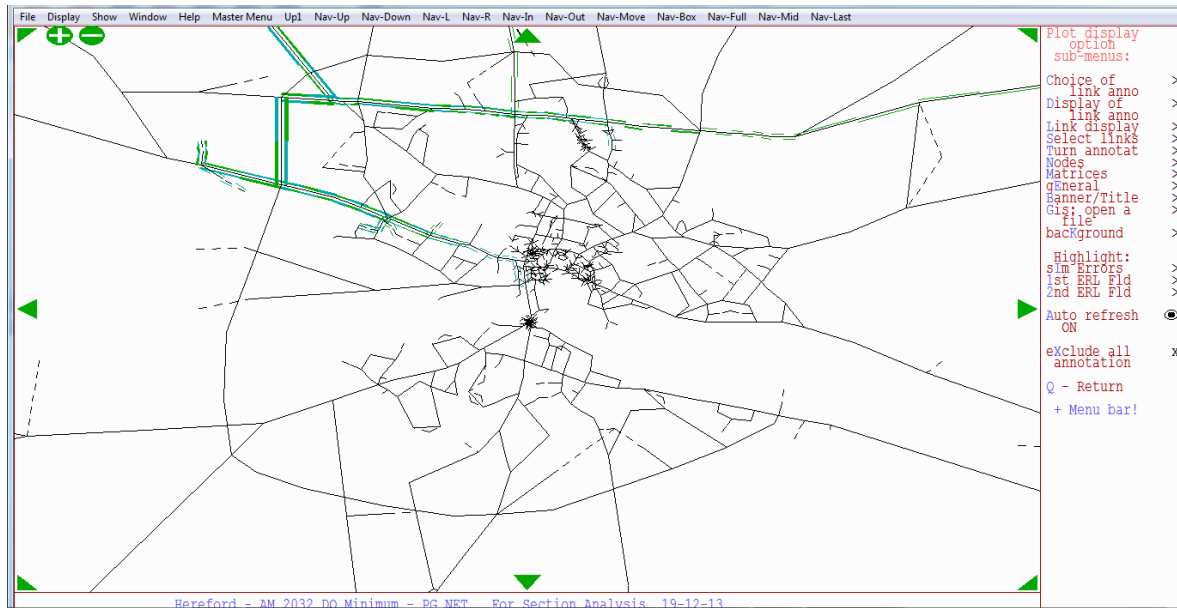 File Display Show Window Help Master Menu Up1 Nav-Up Nav-Down Nav-L Nav-R Nav-In Nav-Out Nav-Move Nav-Box Nav-Full Nav-Mid Nav-Last
Plot display
option
sub-menus:
Choice of >
link anno
Display of >
link anno
Link display >
Select links >
Turn annotat >
Nodes >
Matrices >
gEneral >
Banner/Title >
Gis: open a >
file
bacKground >
Highlight:
sIm Errors >
1st ERL Fld >
2nd ERL Fld >
Auto refresh
ON
eXclude all x
annotation
Q - Return
+ Menu bar!
Hereford - AM 2032 DO Minimum - PG NET For Section Analysis 19-12-13